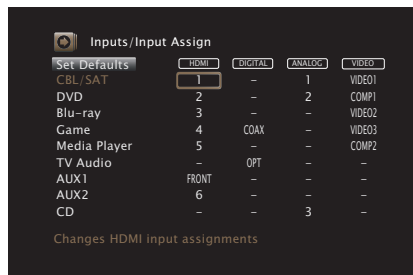 Inputs/Input Assign
Set Defaults HDMI DIGITAL ANALOG VIDEO
CBL/SAT 1 – 1 VIDEO1
DVD 2 – 2 COMP1
Blu-ray 3 – – VIDEO2
Game 4 COAX – VIDEO3
Media Player 5 – – COMP2
TV Audio – OPT – –
AUX1 FRONT – – –
AUX2 6 – – –
CD – – 3 –
Changes HDMI input assignments